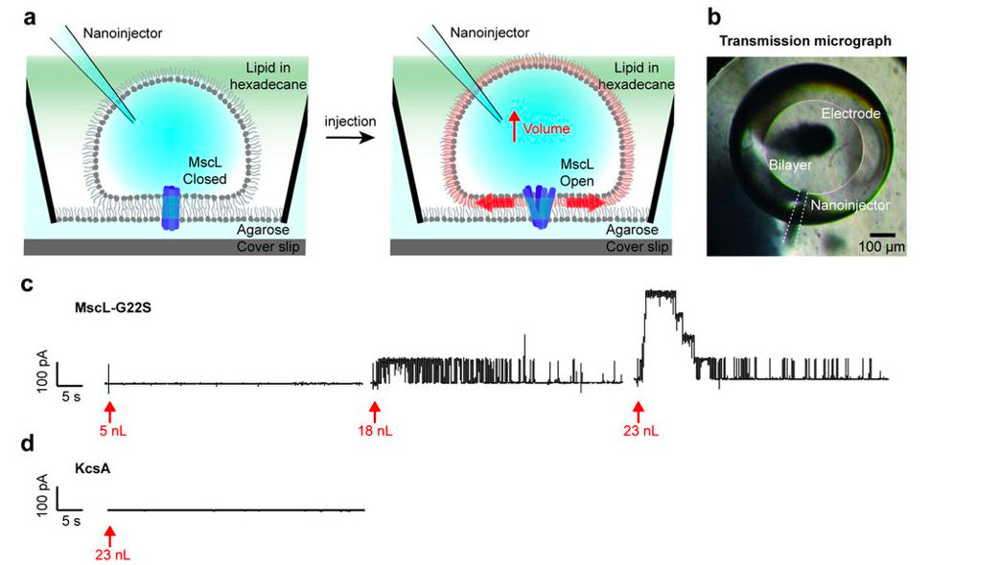 a
Nanoinjector
Lipid in
hexadecane
MscL
Closed
Agarose
Cover slip
injection
Nanoinjector
Lipid in
hexadecane
Volume
MscL
Open
Agarose
Cover slip
b
Transmission micrograph
Electrode
Bilayer
Nanoinjector
100 µm
c
MscL-G22S
100 pA
5 s
5 nL
18 nL
23 nL
d
KcsA
100 pA
5 s
23 nL